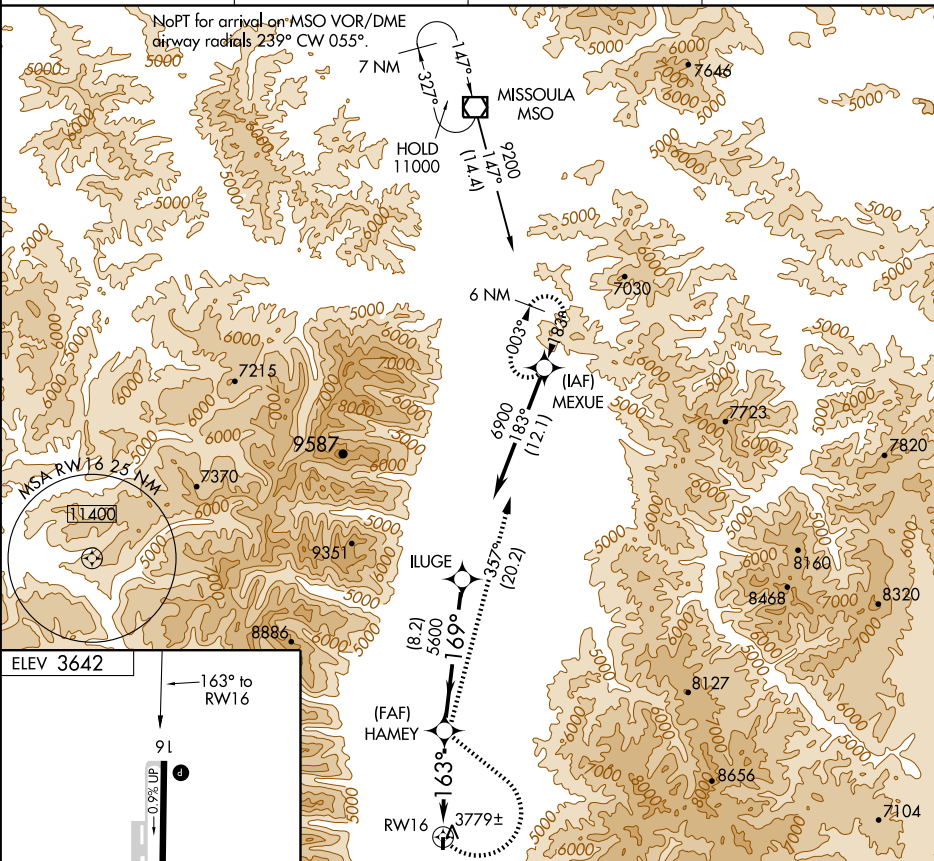 NoPT for arrival on MSO VOR/DME
airway radials 239° CW 055°.
7 NM
147°
327°
HOLD
11000
MISSOULA
MSO
9200
147°
(14.4)
7646
6000
5000
7030
6 NM
003°
183°
(IAF)
MEXUE
6900
183°
(12.1)
7215
9587
7370
9351
8886
7723
7820
8160
8468
8320
8127
8656
7104
MSA RW16 25 NM
11400
ILUGE
357°
(20.2)
(8.2)
5600
169°
(FAF)
HAMEY
163°
RW16
3779±
5000
6000
7000
8000
ELEV 3642
163° to
RW16
16
0.9% UP
P